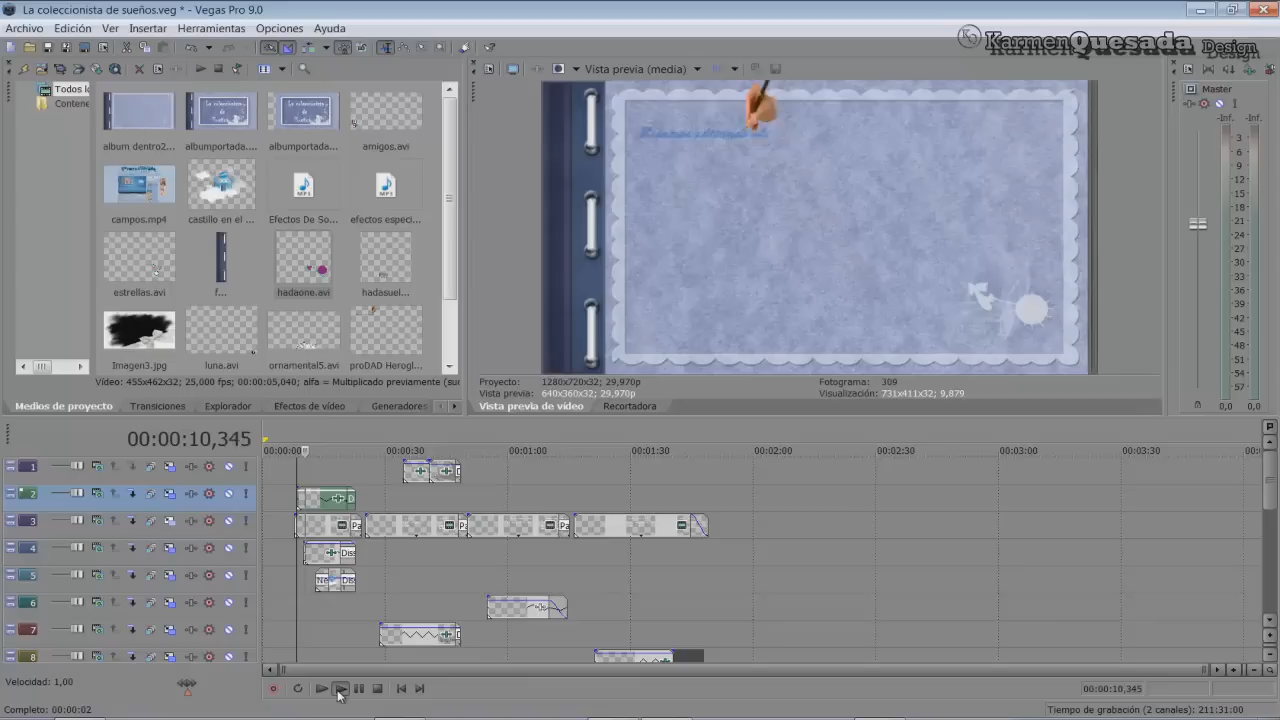 La coleccionista de sueños.veg * - Vegas Pro 9.0
Archivo Edición Ver Insertar Herramientas Opciones Ayuda
KarmenQuesada Design
Todos l
Contene
Vista previa (media)
Master
-Inf. -Inf.
album dentro2... albumportada.... albumportada... amigos.avi
campos.mp4 castillo en el ... Efectos De So... efectos especi...
estrellas.avi f... hadaone.avi hadasuel...
Imagen3.jpg luna.avi ornamental5.avi proDAD Herogl...
3
6
9
12
15
18
21
24
27
30
33
36
39
42
45
48
51
54
57
0,0 0,0
Vídeo: 455x462x32; 25,000 fps; 00:00:05,040; alfa = Multiplicado previamente (su
Proyecto: 1280x720x32; 29,970p
Fotograma: 309
Vista previa: 640x360x32; 29,970p
Visualización: 731x411x32; 9,879
Medios de proyecto Transiciones Explorador Efectos de vídeo Generadores
Vista previa de vídeo Recortadora
00:00:10,345
00:00:00 00:00:30 00:01:00 00:01:30 00:02:00 00:02:30 00:03:00 00:03:30 00:0
1
2
3
4
5
6
7
8
Velocidad: 1,00
00:00:10,345
Completo: 00:00:02
Tiempo de grabación (2 canales): 211:31:00